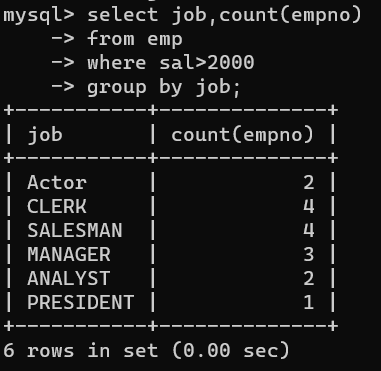 mysql> select job,count(empno)
    -> from emp
    -> where sal>2000
    -> group by job;
+-----------+--------------+
| job       | count(empno) |
+-----------+--------------+
| Actor     |            2 |
| CLERK     |            4 |
| SALESMAN  |            4 |
| MANAGER   |            3 |
| ANALYST   |            2 |
| PRESIDENT |            1 |
+-----------+--------------+
6 rows in set (0.00 sec)